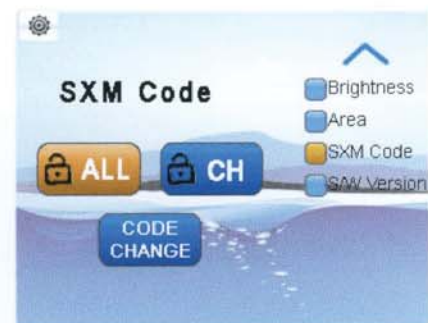 SXM Code
Brightness
Area
SXM Code
S/W Version
ALL
CH
CODE
CHANGE